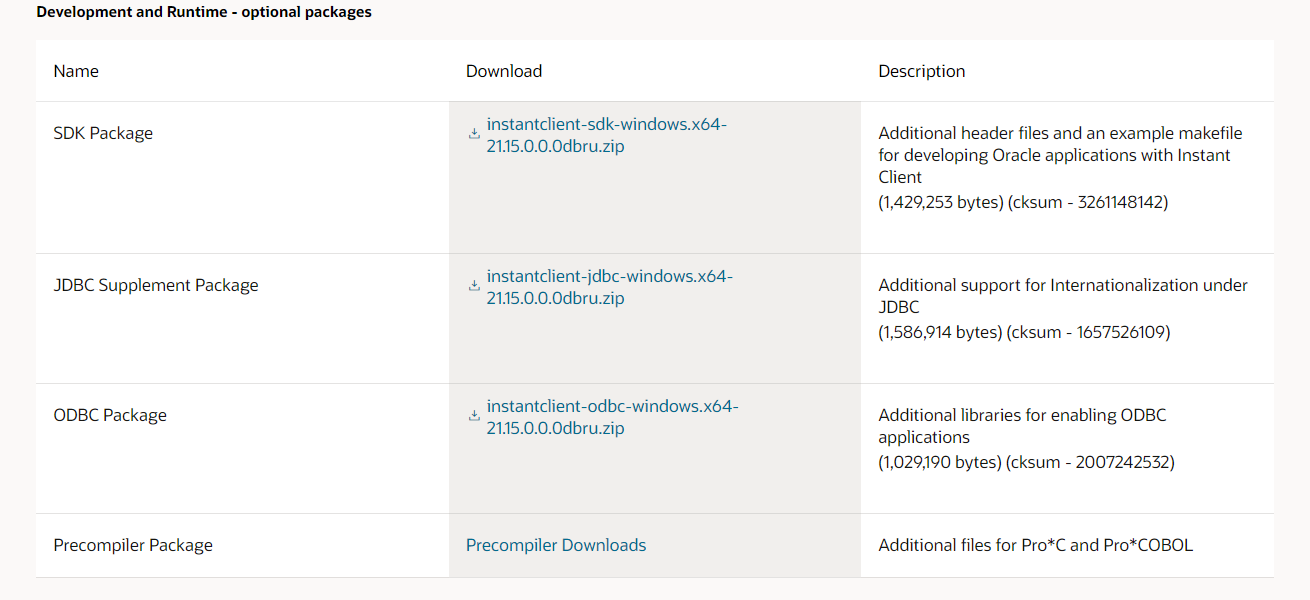 Development and Runtime - optional packages
Name
Download
Description
SDK Package
instantclient-sdk-windows.x64-
21.15.0.0.0dbru.zip
Additional header files and an example makefile
for developing Oracle applications with Instant
Client
(1,429,253 bytes) (cksum - 3261148142)
JDBC Supplement Package
instantclient-jdbc-windows.x64-
21.15.0.0.0dbru.zip
Additional support for Internationalization under
JDBC
(1,586,914 bytes) (cksum - 1657526109)
ODBC Package
instantclient-odbc-windows.x64-
21.15.0.0.0dbru.zip
Additional libraries for enabling ODBC
applications
(1,029,190 bytes) (cksum - 2007242532)
Precompiler Package
Precompiler Downloads
Additional files for Pro*C and Pro*COBOL